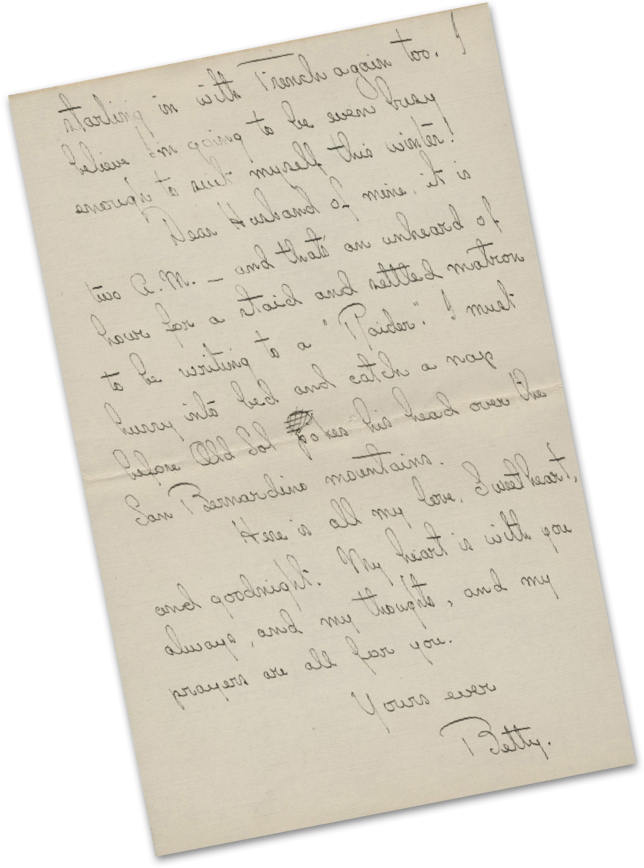 starting in with French again too. I
believe I'm going to be even busy
enough to suit myself this winter!
Dear Husband of mine, it is
two A.M. – and that's an unheard of
hour for a staid and settled matron
to be writing to a "Raider". I must
hurry into bed and catch a nap
before Old Sol pokes his head over the
San Bernardino mountains.
Here is all my love, Sweetheart,
and goodnight. My heart is with you
always, and my thoughts, and my
prayers are all for you.
Yours ever
Betty.